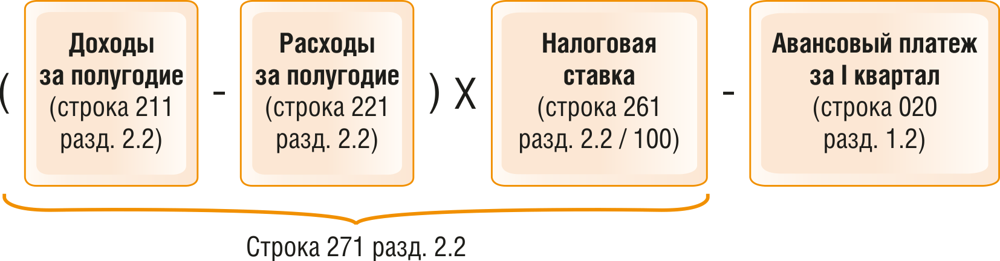 (
Доходы
за полугодие
(строка 211
разд. 2.2)
-
Расходы
за полугодие
(строка 221
разд. 2.2)
) X
Налоговая
ставка
(строка 261
разд. 2.2 / 100)
-
Авансовый платеж
за I квартал
(строка 020
разд. 1.2)
Строка 271 разд. 2.2